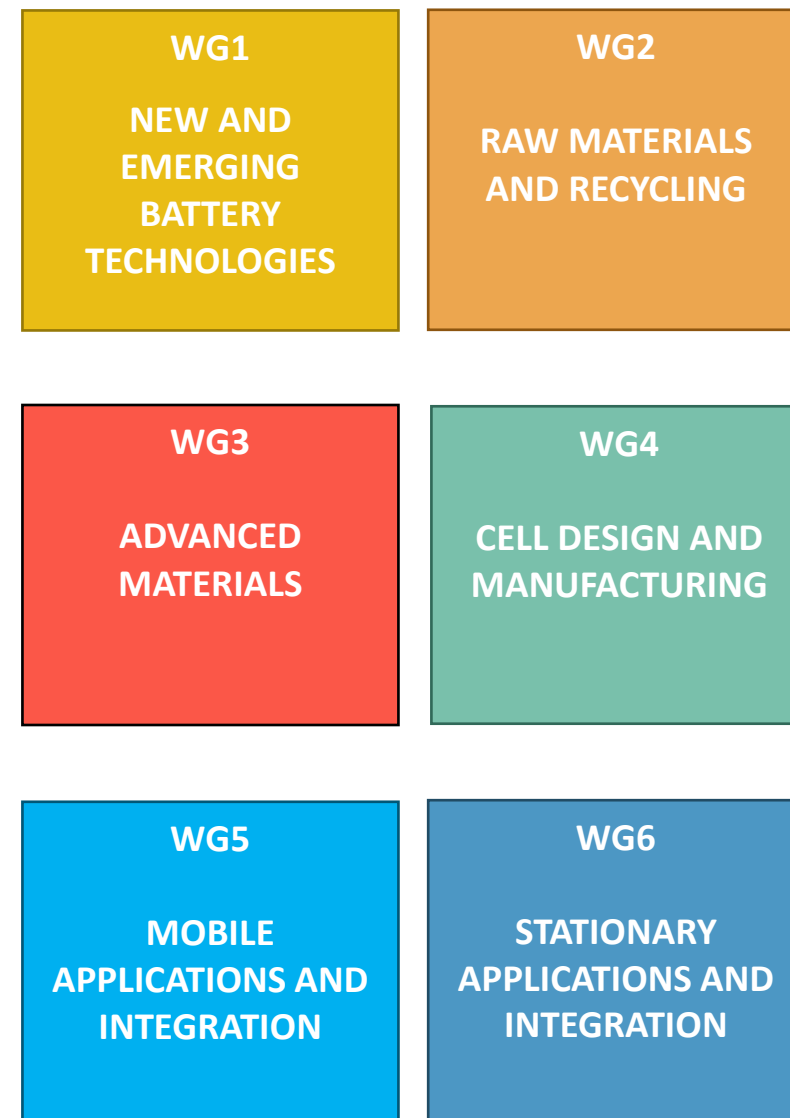 WG1
NEW AND
EMERGING
BATTERY
TECHNOLOGIES
WG2
RAW MATERIALS
AND RECYCLING
WG3
ADVANCED
MATERIALS
WG4
CELL DESIGN AND
MANUFACTURING
WG5
MOBILE
APPLICATIONS AND
INTEGRATION
WG6
STATIONARY
APPLICATIONS AND
INTEGRATION